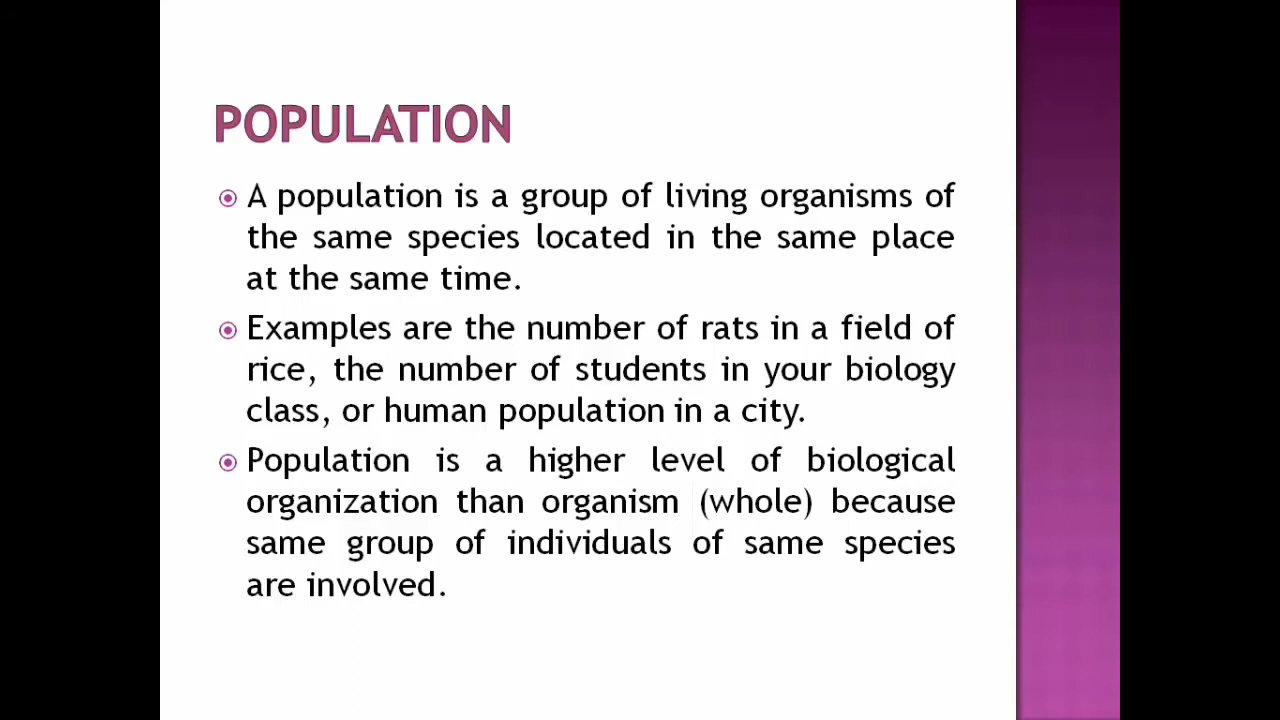 POPULATION
A population is a group of living organisms of
the same species located in the same place
at the same time.
Examples are the number of rats in a field of
rice, the number of students in your biology
class, or human population in a city.
Population is a higher level of biological
organization than organism (whole) because
same group of individuals of same species
are involved.